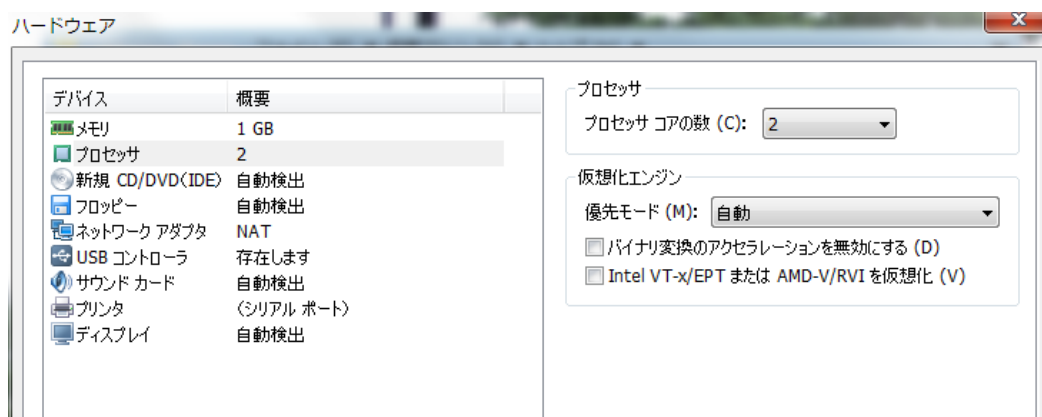 ハードウェア
デバイス 概要
メモリ 1 GB
プロセッサ 2
新規 CD/DVD(IDE) 自動検出
フロッピー 自動検出
ネットワーク アダプタ NAT
USB コントローラ 存在します
サウンド カード 自動検出
プリンタ (シリアル ポート)
ディスプレイ 自動検出
プロセッサ
プロセッサ コアの数 (C): 2
仮想化エンジン
優先モード (M): 自動
バイナリ変換のアクセラレーションを無効にする (D)
Intel VT-x/EPT または AMD-V/RVI を仮想化 (V)